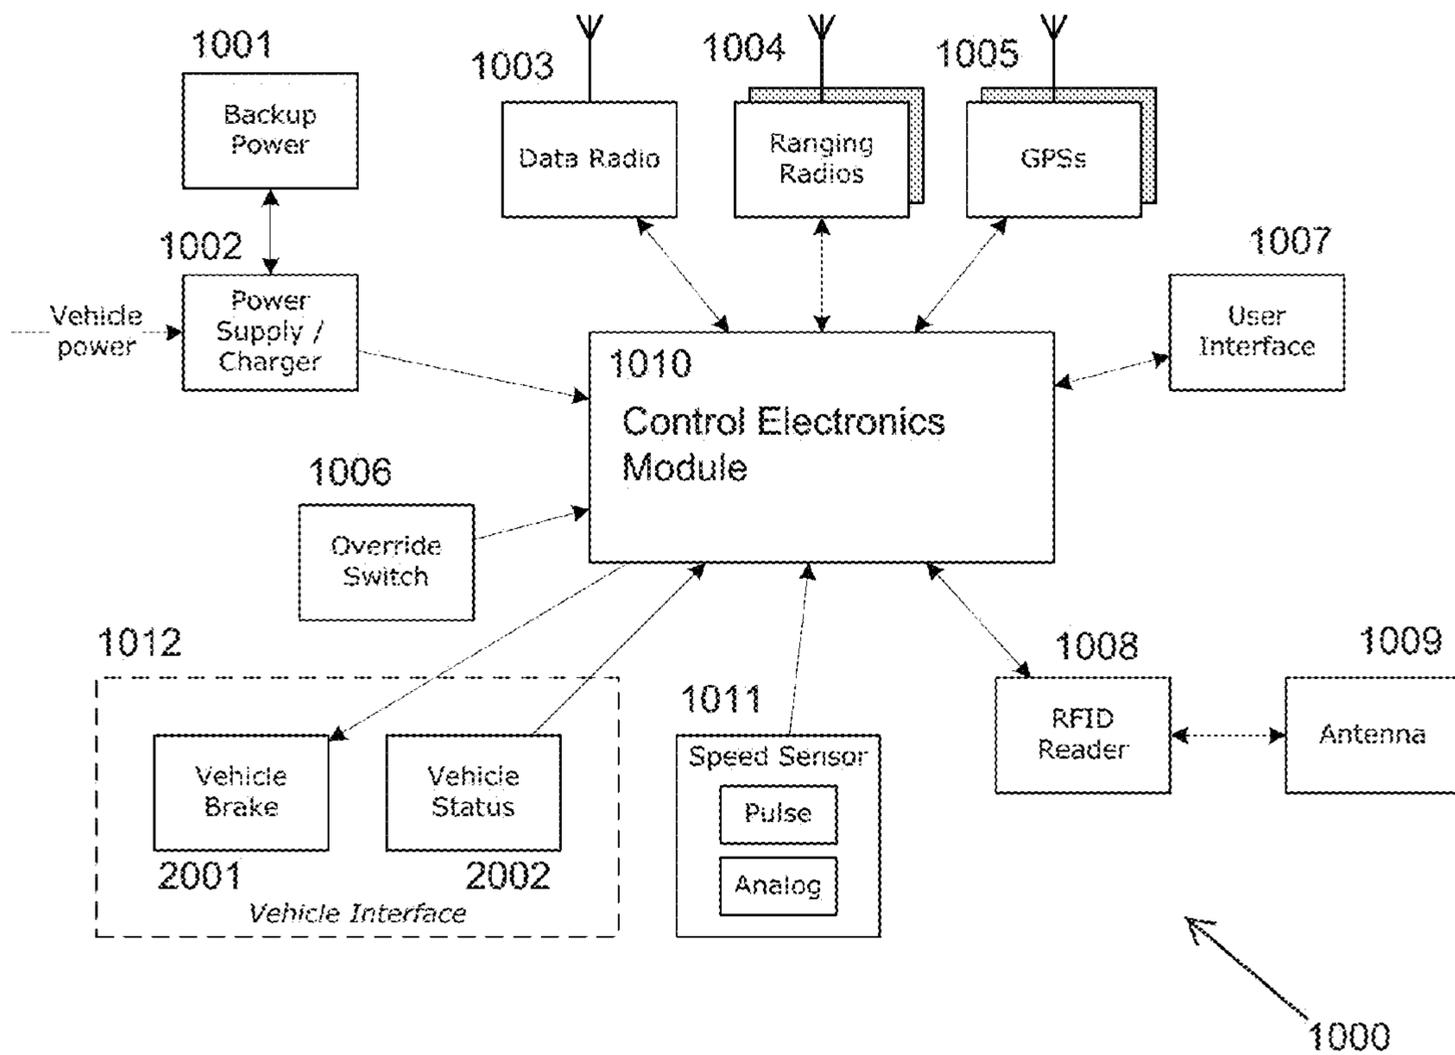 1001
Backup
Power
1002
Vehicle
power
Power
Supply /
Charger
1003
Data Radio
1004
Ranging
Radios
1005
GPSs
1007
User
Interface
1010
Control Electronics
Module
1006
Override
Switch
1012
Vehicle
Brake
2001
Vehicle
Status
2002
Vehicle Interface
1011
Speed Sensor
Pulse
Analog
1008
RFID
Reader
1009
Antenna
1000